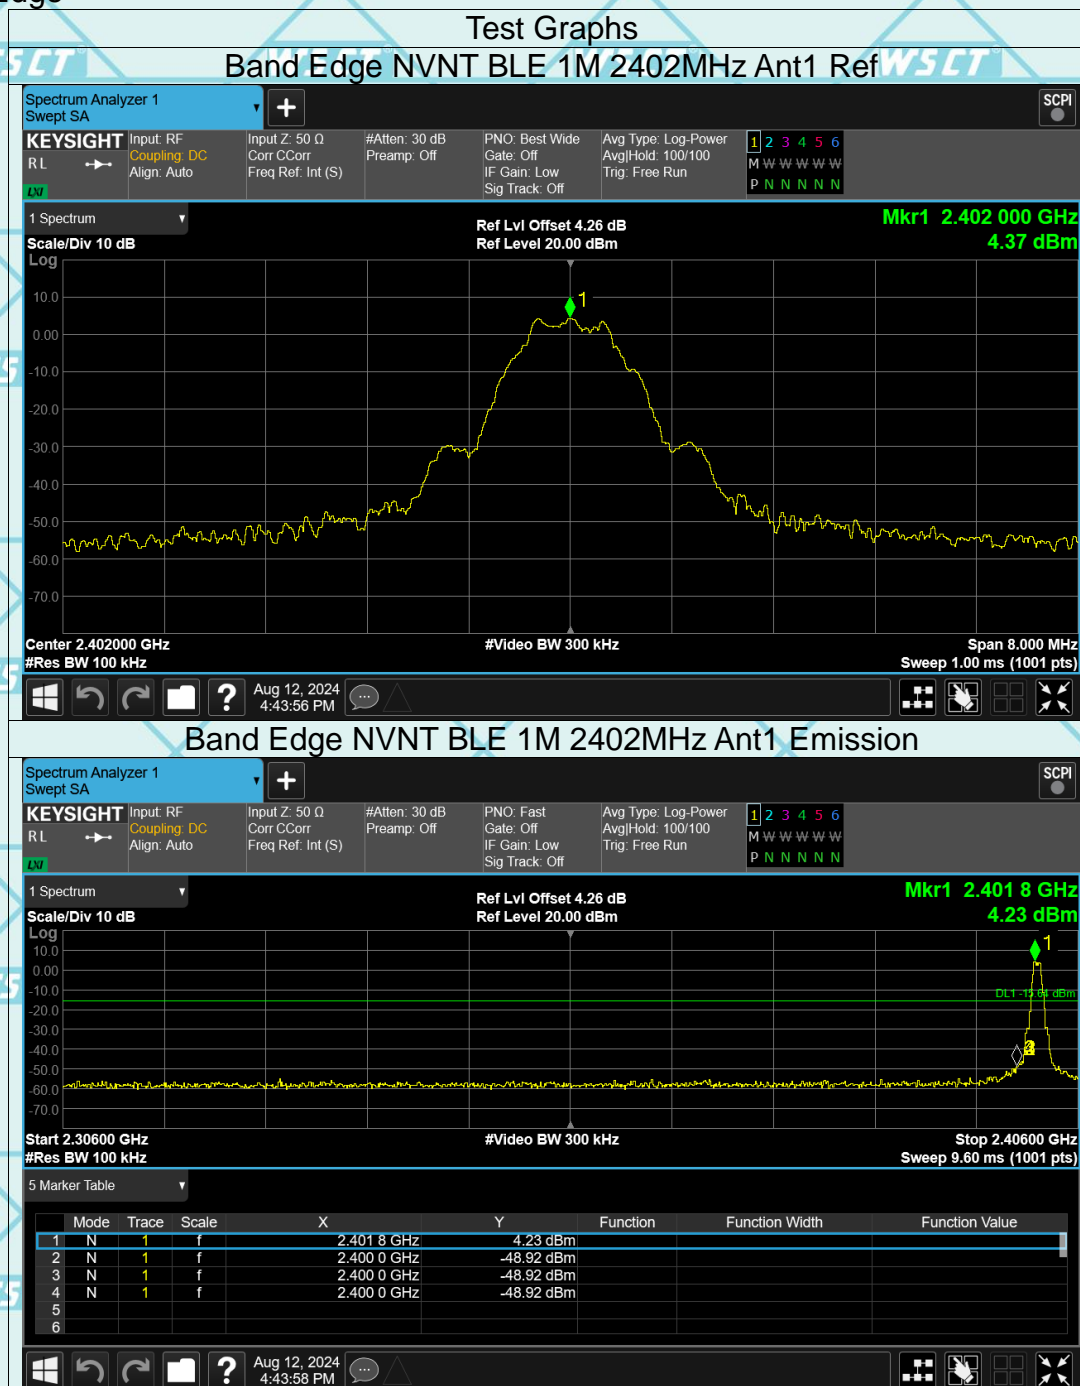 Edge
Test Graphs
Band Edge NVNT BLE 1M 2402MHz Ant1 Ref
Spectrum Analyzer 1
Swept SA
+
SCPI
KEYSIGHT
RL
LXI
Input: RF
Coupling: DC
Align: Auto
Input Z: 50 Ω
Corr CCorr
Freq Ref: Int (S)
#Atten: 30 dB
Preamp: Off
PNO: Best Wide
Gate: Off
IF Gain: Low
Sig Track: Off
Avg Type: Log-Power
Avg|Hold: 100/100
Trig: Free Run
1 2 3 4 5 6
M W W W W W
P N N N N N
1 Spectrum
Scale/Div 10 dB
Ref Lvl Offset 4.26 dB
Ref Level 20.00 dBm
Mkr1 2.402 000 GHz
4.37 dBm
Log
10.0
0.00
-10.0
-20.0
-30.0
-40.0
-50.0
-60.0
-70.0
1
Center 2.402000 GHz
#Res BW 100 kHz
#Video BW 300 kHz
Span 8.000 MHz
Sweep 1.00 ms (1001 pts)
?
Aug 12, 2024
4:43:56 PM
Band Edge NVNT BLE 1M 2402MHz Ant1 Emission
Spectrum Analyzer 1
Swept SA
+
SCPI
KEYSIGHT
RL
LXI
Input: RF
Coupling: DC
Align: Auto
Input Z: 50 Ω
Corr CCorr
Freq Ref: Int (S)
#Atten: 30 dB
Preamp: Off
PNO: Fast
Gate: Off
IF Gain: Low
Sig Track: Off
Avg Type: Log-Power
Avg|Hold: 100/100
Trig: Free Run
1 2 3 4 5 6
M W W W W W
P N N N N N
1 Spectrum
Scale/Div 10 dB
Ref Lvl Offset 4.26 dB
Ref Level 20.00 dBm
Mkr1 2.401 8 GHz
4.23 dBm
Log
10.0
0.00
-10.0
-20.0
-30.0
-40.0
-50.0
-60.0
-70.0
1
DL1 -15.64 dBm
Start 2.30600 GHz
#Res BW 100 kHz
#Video BW 300 kHz
Stop 2.40600 GHz
Sweep 9.60 ms (1001 pts)
5 Marker Table
Mode Trace Scale X Y Function Function Width Function Value
1 N 1 f 2.401 8 GHz 4.23 dBm
2 N 1 f 2.400 0 GHz -48.92 dBm
3 N 1 f 2.400 0 GHz -48.92 dBm
4 N 1 f 2.400 0 GHz -48.92 dBm
5
6
?
Aug 12, 2024
4:43:58 PM